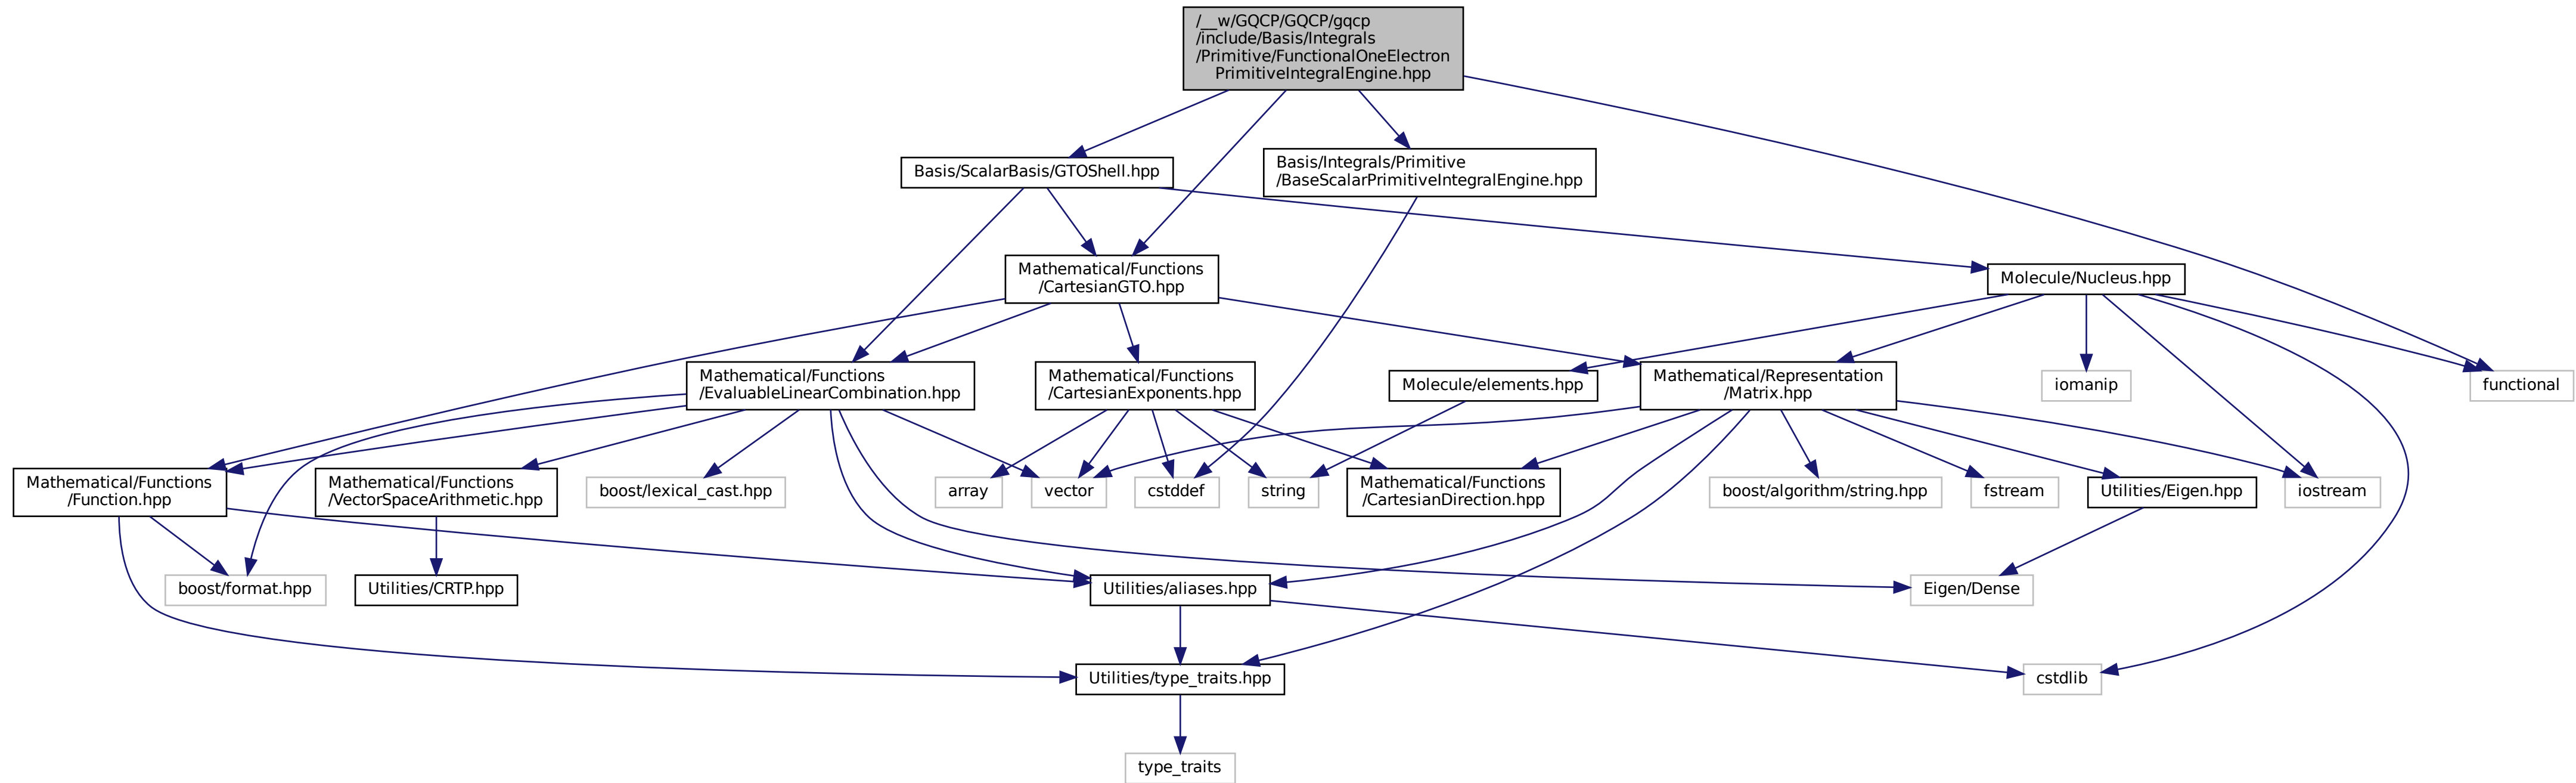 /__w/GQCP/GQCP/gqcp
/include/Basis/Integrals
/Primitive/FunctionalOneElectron
PrimitiveIntegralEngine.hpp
Basis/ScalarBasis/GTOShell.hpp
Basis/Integrals/Primitive
/BaseScalarPrimitiveIntegralEngine.hpp
Mathematical/Functions
/CartesianGTO.hpp
Molecule/Nucleus.hpp
Mathematical/Functions
/EvaluableLinearCombination.hpp
Mathematical/Functions
/CartesianExponents.hpp
Molecule/elements.hpp
Mathematical/Representation
/Matrix.hpp
iomanip
functional
Mathematical/Functions
/Function.hpp
Mathematical/Functions
/VectorSpaceArithmetic.hpp
boost/lexical_cast.hpp
array
vector
cstddef
string
Mathematical/Functions
/CartesianDirection.hpp
boost/algorithm/string.hpp
fstream
Utilities/Eigen.hpp
iostream
boost/format.hpp
Utilities/CRTP.hpp
Utilities/aliases.hpp
Eigen/Dense
Utilities/type_traits.hpp
cstdlib
type_traits